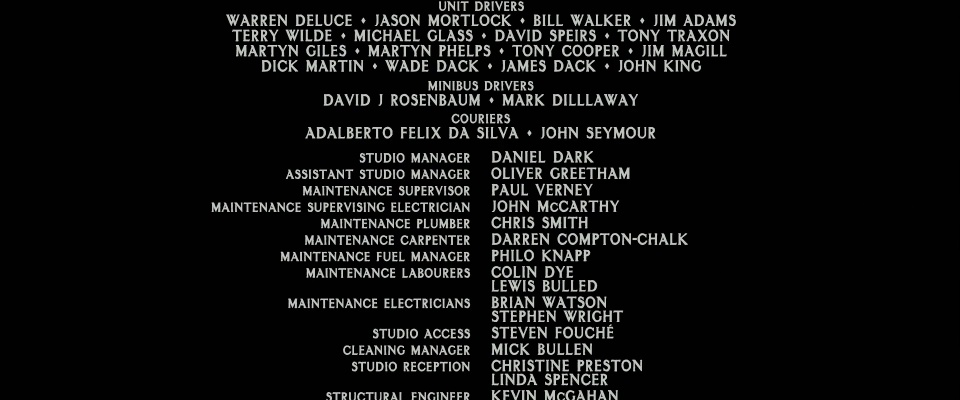 UNIT DRIVERS
WARREN DELUCE ♦ JASON MORTLOCK ♦ BILL WALKER ♦ JIM ADAMS
TERRY WILDE ♦ MICHAEL GLASS ♦ DAVID SPEIRS ♦ TONY TRAXON
MARTYN GILES ♦ MARTYN PHELPS ♦ TONY COOPER ♦ JIM MAGILL
DICK MARTIN ♦ WADE DACK ♦ JAMES DACK ♦ JOHN KING
MINIBUS DRIVERS
DAVID J ROSENBAUM ♦ MARK DILLLAWAY
COURIERS
ADALBERTO FELIX DA SILVA ♦ JOHN SEYMOUR
STUDIO MANAGER DANIEL DARK
ASSISTANT STUDIO MANAGER OLIVER GREETHAM
MAINTENANCE SUPERVISOR PAUL VERNEY
MAINTENANCE SUPERVISING ELECTRICIAN JOHN McCARTHY
MAINTENANCE PLUMBER CHRIS SMITH
MAINTENANCE CARPENTER DARREN COMPTON-CHALK
MAINTENANCE FUEL MANAGER PHILO KNAPP
MAINTENANCE LABOURERS COLIN DYE
LEWIS BULLED
MAINTENANCE ELECTRICIANS BRIAN WATSON
STEPHEN WRIGHT
STUDIO ACCESS STEVEN FOUCHÉ
CLEANING MANAGER MICK BULLEN
STUDIO RECEPTION CHRISTINE PRESTON
LINDA SPENCER
STRUCTURAL ENGINEER KEVIN McGAHAN